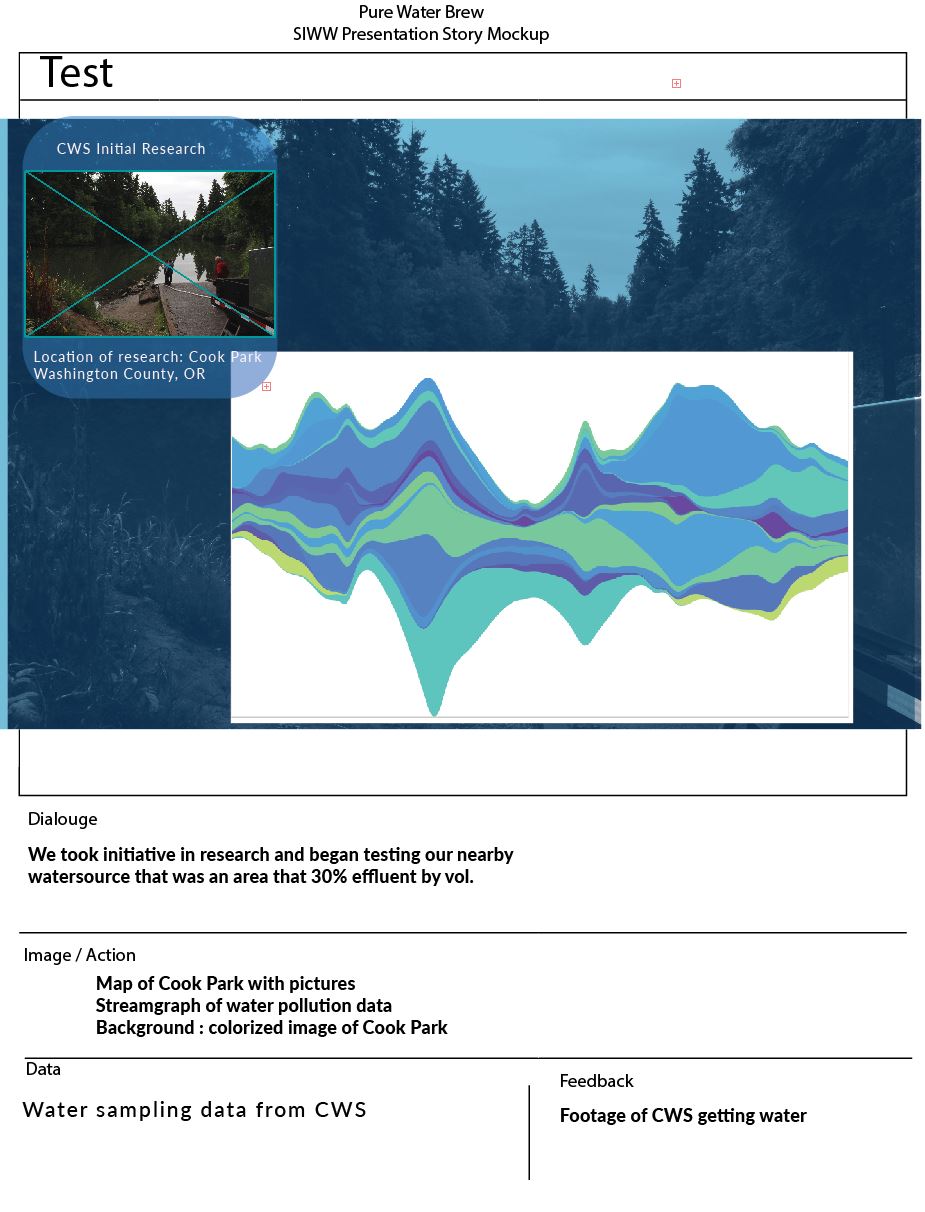 Pure Water Brew
SIWW Presentation Story Mockup
Test
CWS Initial Research
Location of research: Cook Park
Washington County, OR
Dialouge
We took initiative in research and began testing our nearby
watersource that was an area that 30% effluent by vol.
Image / Action
Map of Cook Park with pictures
Streamgraph of water pollution data
Background : colorized image of Cook Park
Data
Water sampling data from CWS
Feedback
Footage of CWS getting water